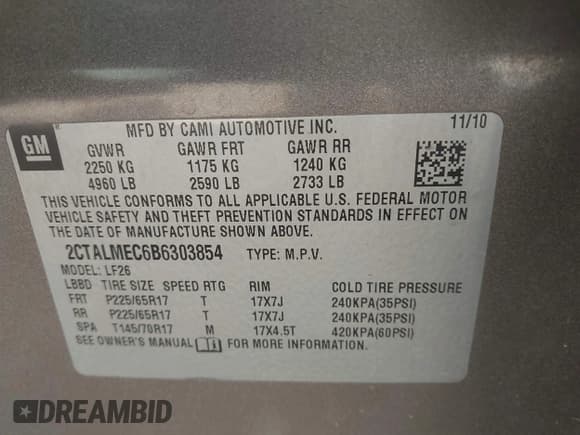 GM
MFD BY CAMI AUTOMOTIVE INC. 11/10
GVWR GAWR FRT GAWR RR
2250 KG 1175 KG 1240 KG
4960 LB 2590 LB 2733 LB
THIS VEHICLE CONFORMS TO ALL APPLICABLE U.S. FEDERAL MOTOR
VEHICLE SAFETY AND THEFT PREVENTION STANDARDS IN EFFECT ON
THE DATE OF MANUFACTURE SHOWN ABOVE.
2CTALMEC6B6303854 TYPE: M.P.V.
MODEL: LF26
LBBD TIRE SIZE SPEED RTG RIM COLD TIRE PRESSURE
FRT P225/65R17 T 17X7J 240KPA(35PSI)
RR P225/65R17 T 17X7J 240KPA(35PSI)
SPA T145/70R17 M 17X4.5T 420KPA(60PSI)
SEE OWNER'S MANUAL FOR MORE INFORMATION.
DREAMBID